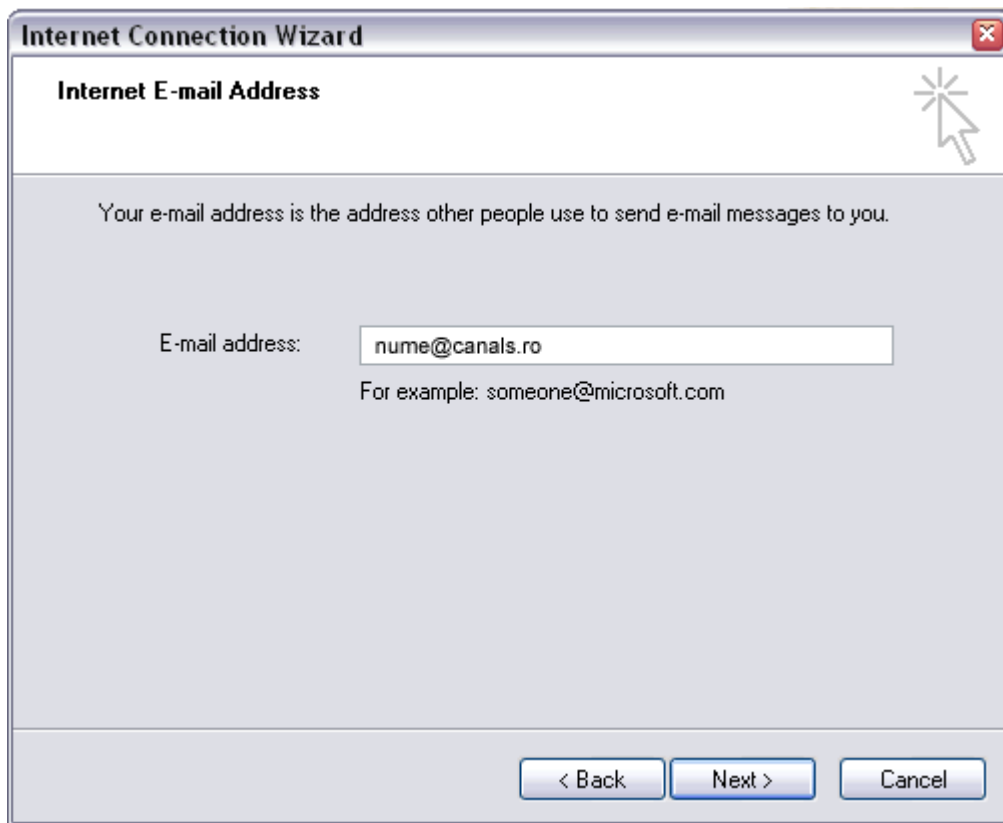 Internet Connection Wizard
Internet E-mail Address
Your e-mail address is the address other people use to send e-mail messages to you.
E-mail address: nume@canals.ro
For example: someone@microsoft.com
< Back Next > Cancel